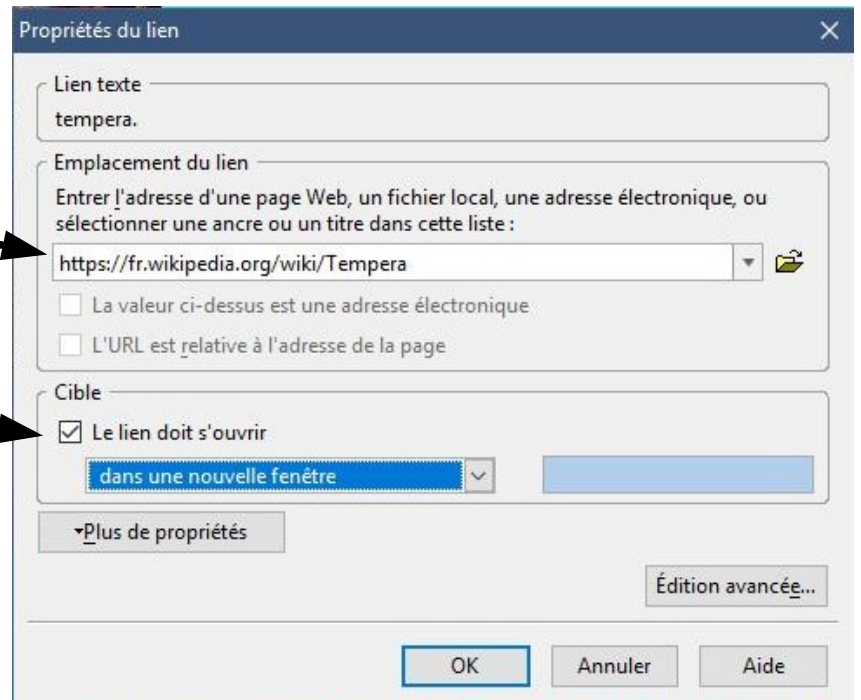 Propriétés du lien
Lien texte
tempera.
Emplacement du lien
Entrer l'adresse d'une page Web, un fichier local, une adresse électronique, ou
sélectionner une ancre ou un titre dans cette liste :
https://fr.wikipedia.org/wiki/Tempera
La valeur ci-dessus est une adresse électronique
L'URL est relative à l'adresse de la page
Cible
Le lien doit s'ouvrir
dans une nouvelle fenêtre
Plus de propriétés
Édition avancée...
OK Annuler Aide